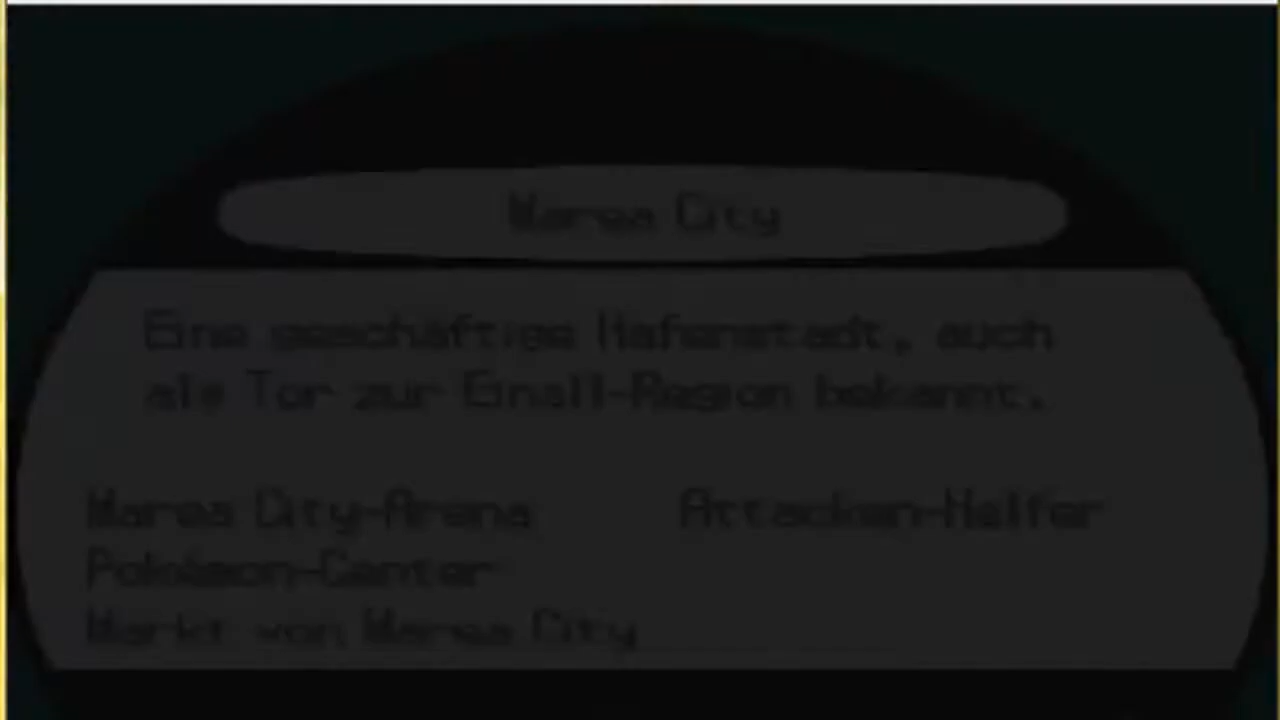 Marea City
Eine geschäftige Hafenstadt, auch
als Tor zur Einall-Region bekannt.
Marea City-Arena
Attacken-Helfer
Pokémon-Center
Markt von Marea City